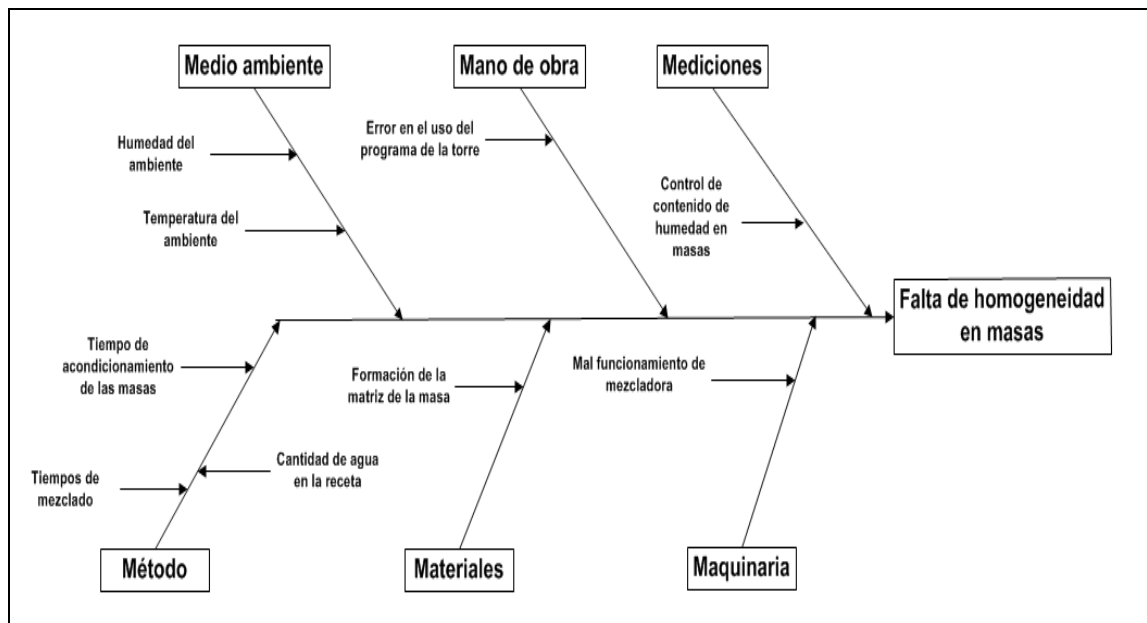 Medio ambiente
Mano de obra
Mediciones
Humedad del
ambiente
Error en el uso del
programa de la torre
Temperatura del
ambiente
Control de
contenido de
humedad en
masas
Falta de homogeneidad
en masas
Tiempo de
acondicionamiento
de las masas
Formación de la
matriz de la masa
Mal funcionamiento de
mezcladora
Tiempos de
mezclado
Cantidad de agua
en la receta
Método
Materiales
Maquinaria